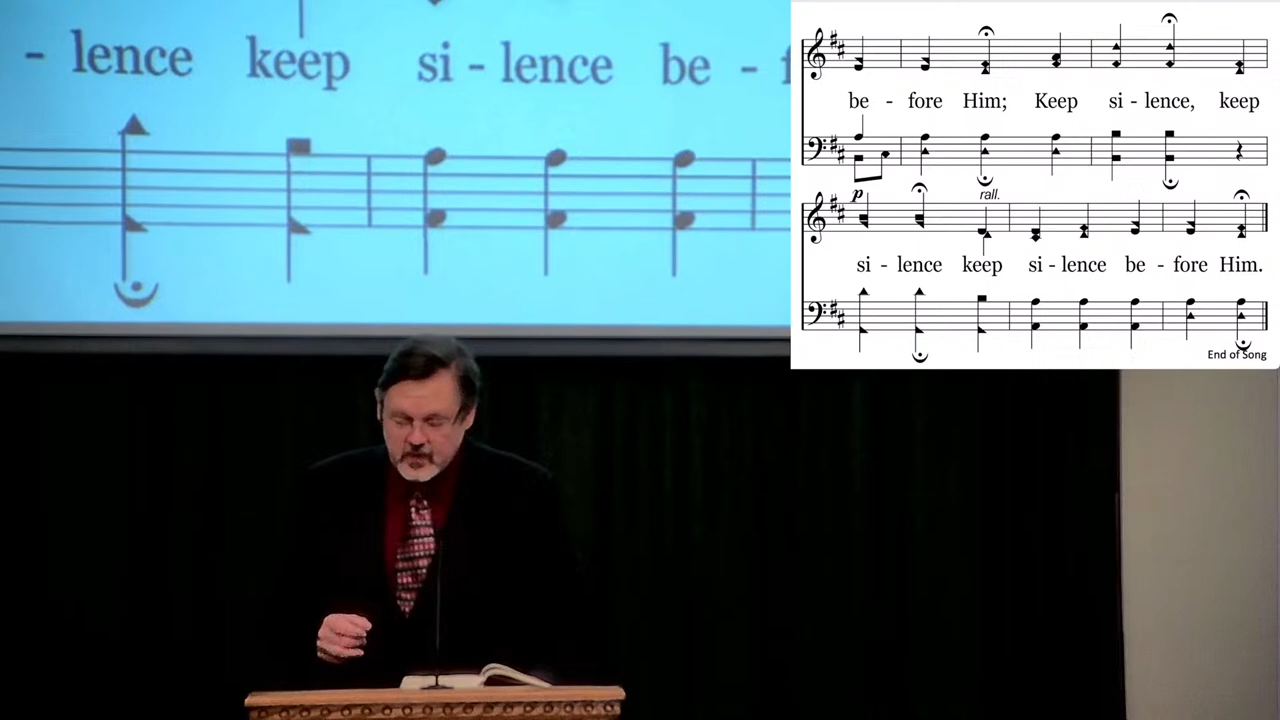 - lence keep si - lence be -
be - fore Him; Keep si - lence, keep
p rall.
si - lence keep si - lence be - fore Him.
End of Song